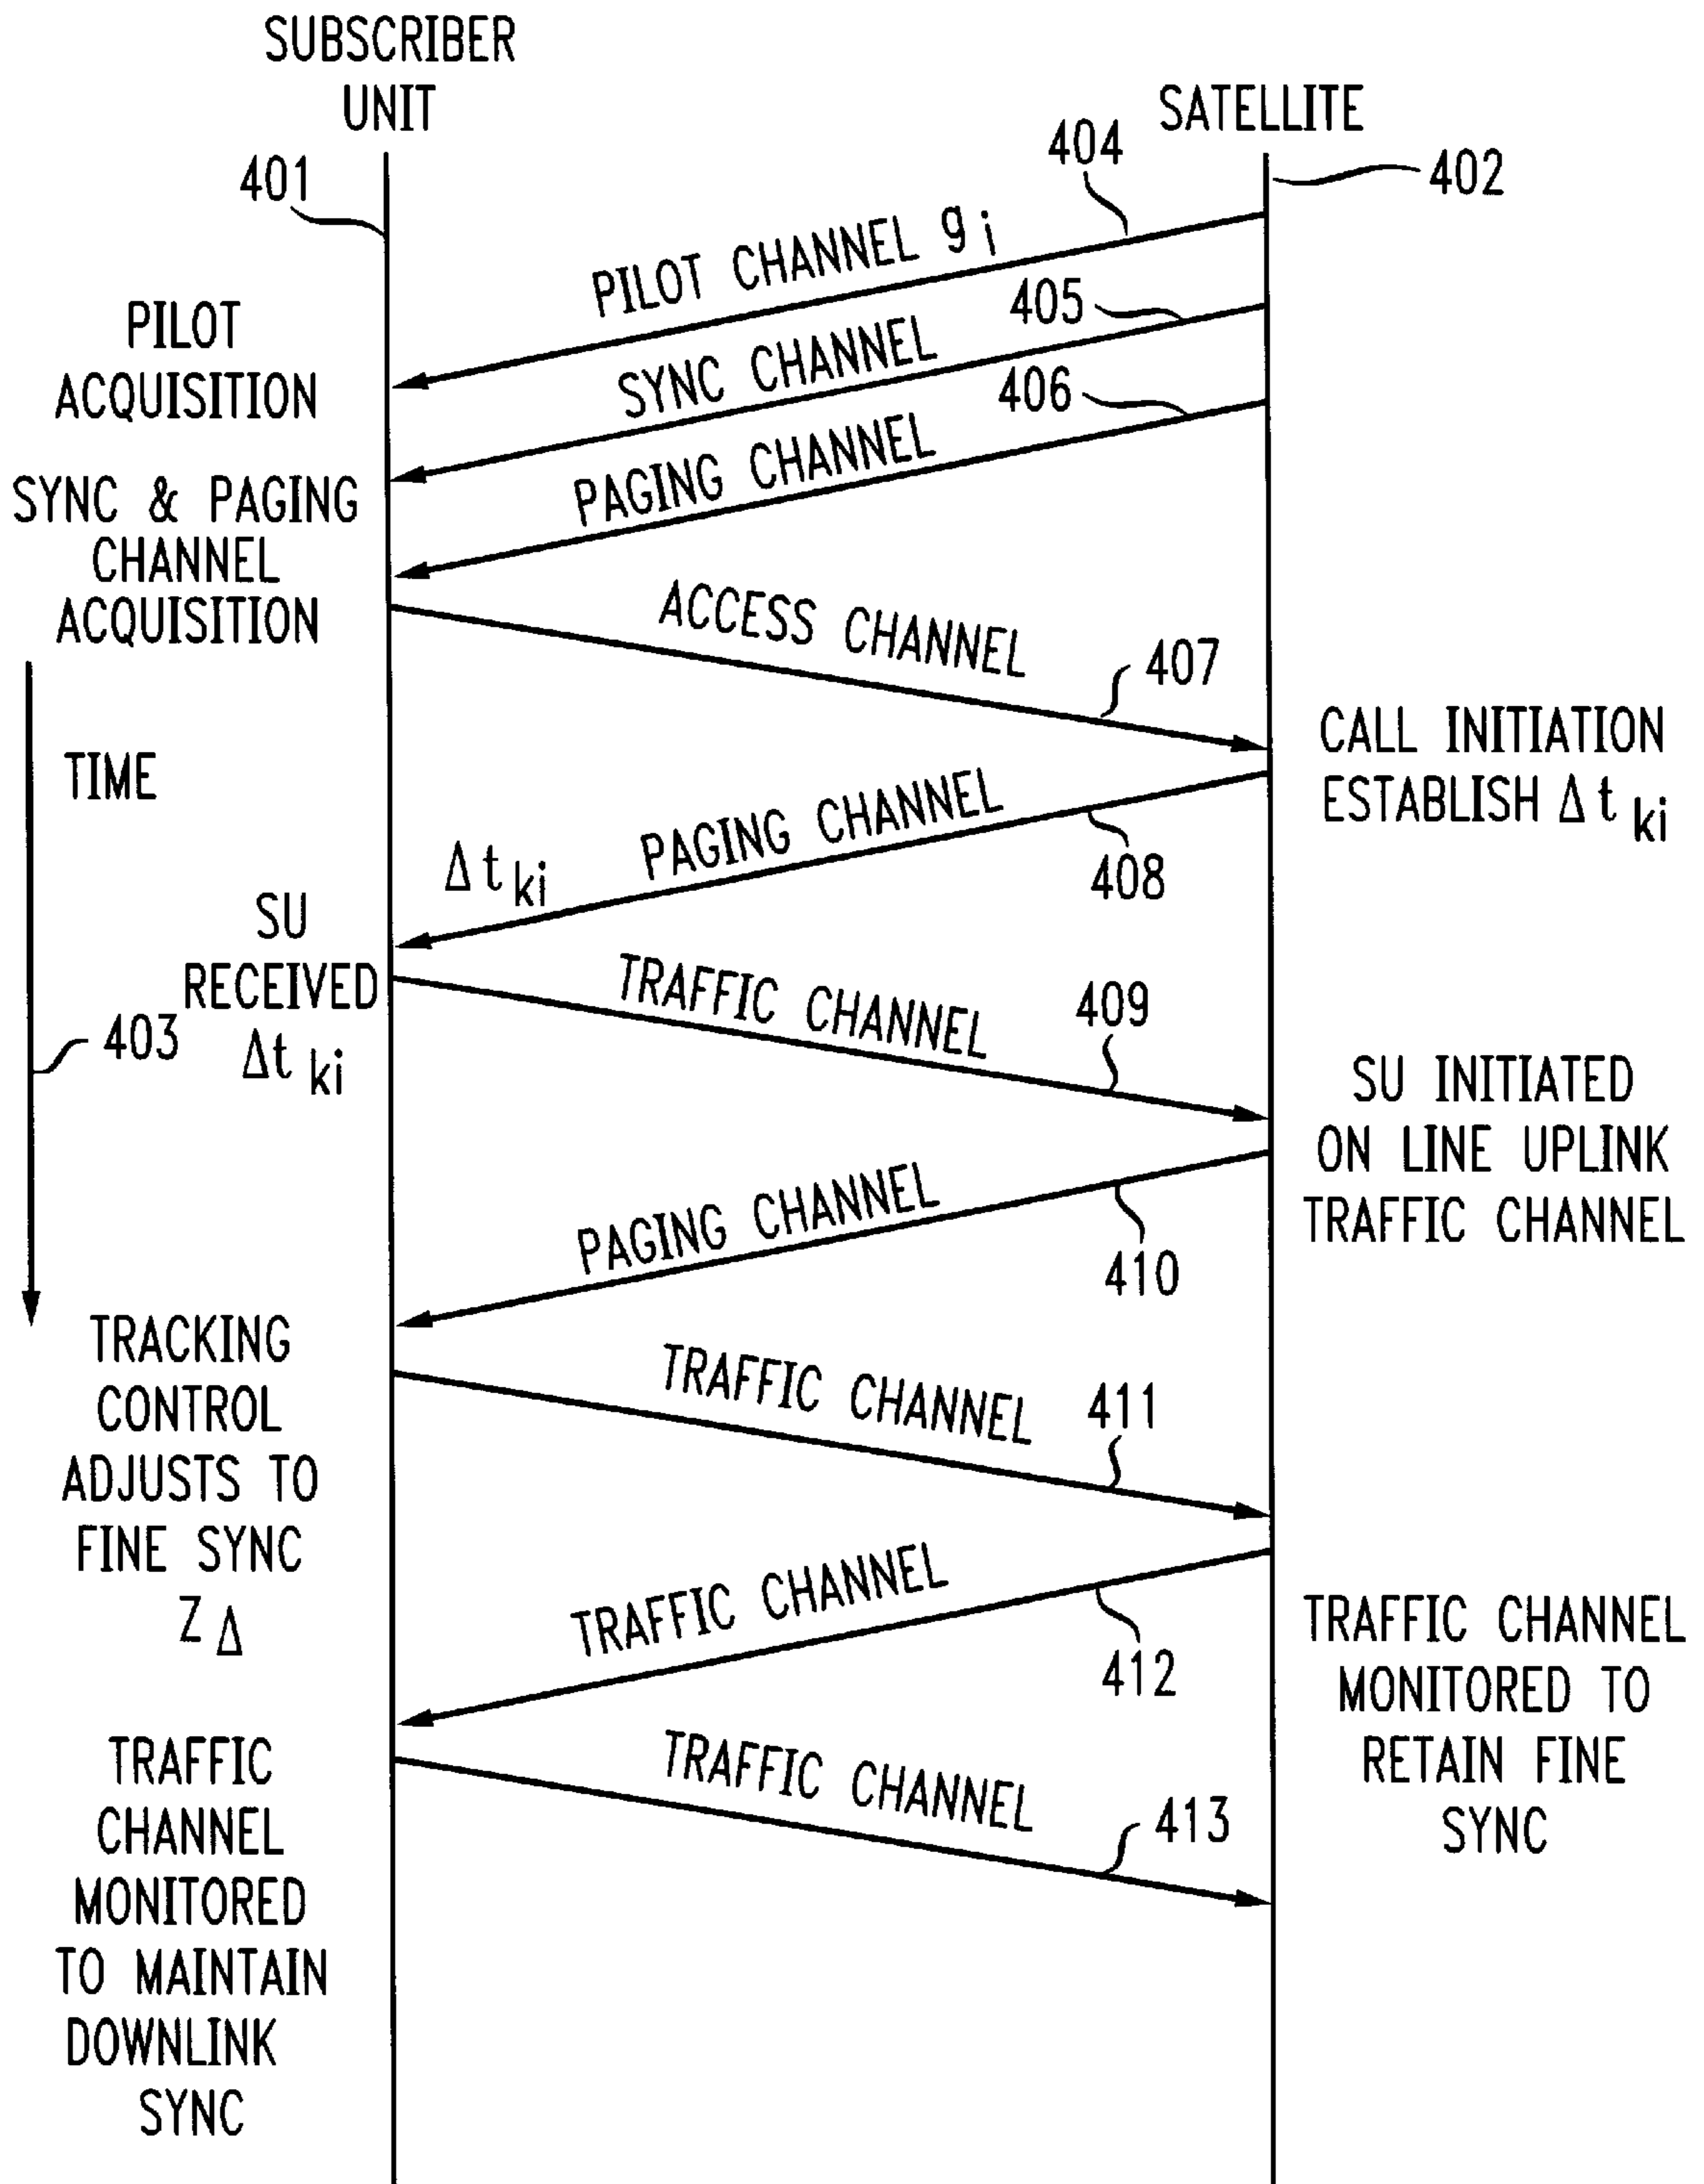 SUBSCRIBER
UNIT
SATELLITE
401
404
402
PILOT CHANNEL g i
405
PILOT
ACQUISITION
SYNC CHANNEL
406
SYNC & PAGING
CHANNEL
ACQUISITION
PAGING CHANNEL
ACCESS CHANNEL
407
TIME
CALL INITIATION
ESTABLISH Δt ki
PAGING CHANNEL
408
Δt ki
SU
RECEIVED
Δt ki
403
TRAFFIC CHANNEL
409
SU INITIATED
ON LINE UPLINK
TRAFFIC CHANNEL
PAGING CHANNEL
410
TRACKING
CONTROL
ADJUSTS TO
FINE SYNC
Z Δ
TRAFFIC CHANNEL
411
TRAFFIC CHANNEL
412
TRAFFIC CHANNEL
MONITORED TO
RETAIN FINE
SYNC
TRAFFIC
CHANNEL
MONITORED
TO MAINTAIN
DOWNLINK
SYNC
TRAFFIC CHANNEL
413